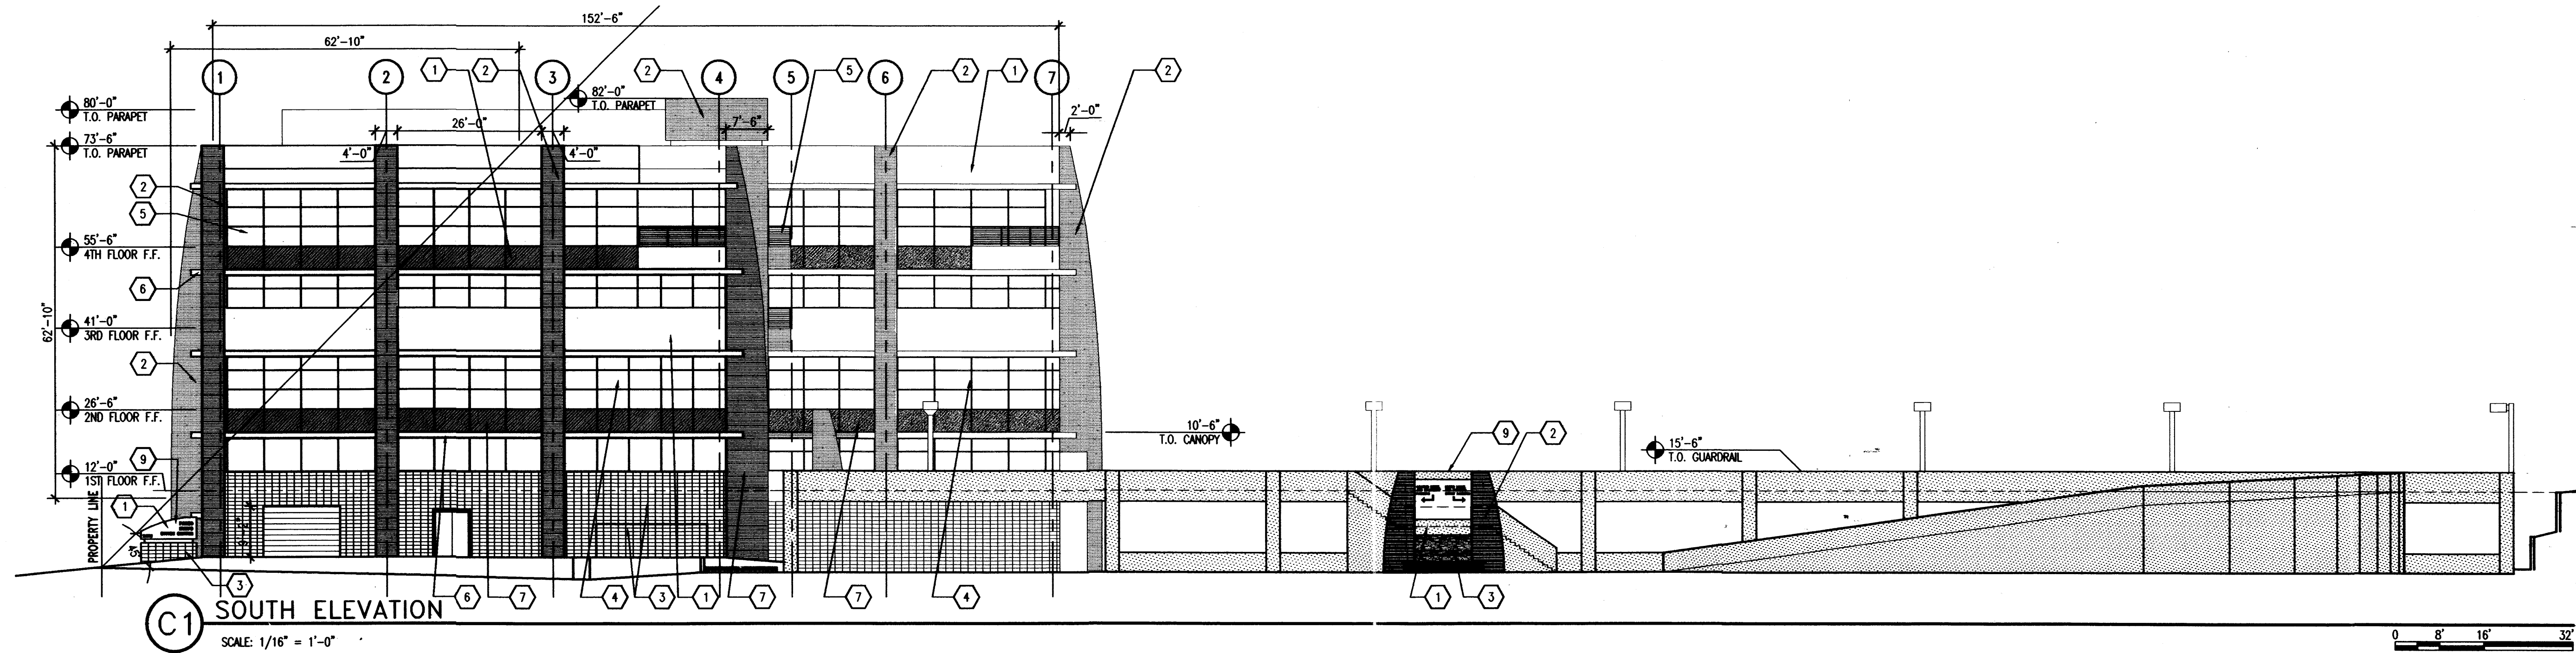 152'-6"
62'-10"
1 2 3 4 5 6 7
1 2 2 5 2 1 2
82'-0"
T.O. PARAPET
80'-0"
T.O. PARAPET
73'-6"
T.O. PARAPET
26'-0"
7'-6"
2'-0"
4'-0"
4'-0"
2
5
55'-6"
4TH FLOOR F.F.
6
41'-0"
3RD FLOOR F.F.
62'-10"
2
26'-6"
2ND FLOOR F.F.
10'-6"
T.O. CANOPY
9
2
15'-6"
T.O. GUARDRAIL
9
12'-0"
1ST FLOOR F.F.
PROPERTY LINE
1
3
6 7 4 3 1 7 7 4 1 3
C1
SOUTH ELEVATION
SCALE: 1/16" = 1'-0"
0 8' 16' 32'